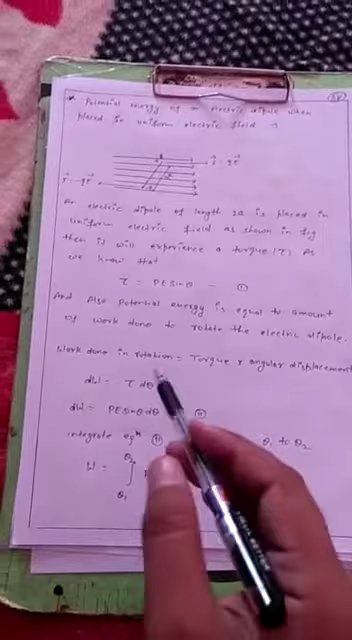 * Potential energy of a electric dipole when
placed in uniform electric field →
An electric dipole of length 2a is placed in
uniform electric field as shown in fig
then it will experience a torque (τ) As
we know that
τ = PE sinθ —
And Also potential energy is equal to amount
of work done to rotate the electric dipole.
Work done in rotation = Torque x angular displacement
dW = τ dθ
dW = PE sinθ dθ
integrate eqⁿ θ₁ to θ₂
W = ∫ θ₂ θ₁